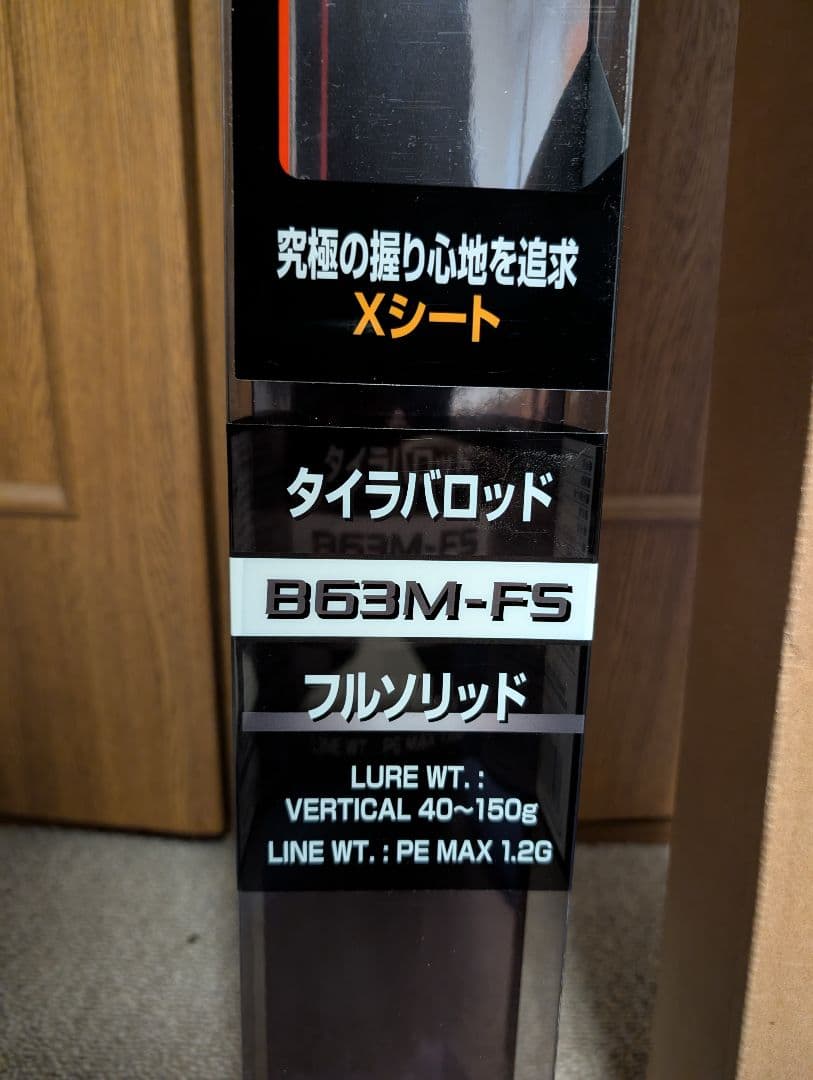 究極の握り心地を追求
Xシート
タイラバロッド
B63M-FS
フルソリッド
LURE WT. :
VERTICAL 40~150g
LINE WT. : PE MAX 1.2G